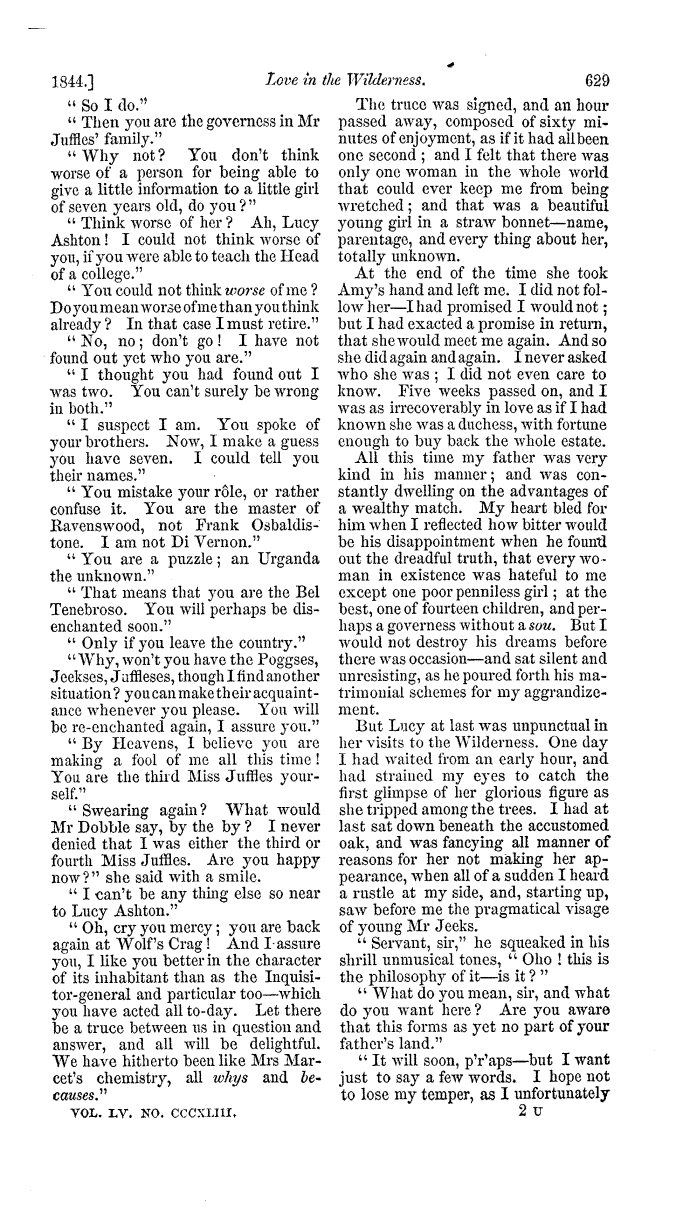 1844.] Love in the Wilderness. 629
“ So I do.”
“ Then you are the governess in Mr
Juffles’ family.”
“ Why not? You don’t think
worse of a person for being able to
give a little information to a little girl
of seven years old, do you?”
“ Think worse of her? Ah, Lucy
Ashton! I could not think worse of
you, if you were able to teach the Head
of a college.”
“ You could not think worse of me?
Do you mean worse of me than you think
already? In that case I must retire.”
“ No, no; don’t go! I have not
found out yet who you are.”
“ I thought you had found out I
was two. You can’t surely be wrong
in both.”
“ I suspect I am. You spoke of
your brothers. Now, I make a guess
you have seven. I could tell you
their names.”
“ You mistake your rôle, or rather
confuse it. You are the master of
Ravenswood, not Frank Osbaldis-
tone. I am not Di Vernon.”
“ You are a puzzle; an Urganda
the unknown.”
“ That means that you are the Bel
Tenebroso. You will perhaps be dis-
enchanted soon.”
“ Only if you leave the country.”
“Why, won’t you have the Poggses,
Jeekses, Juffleses, though I find another
situation? you can make their acquaint-
ance whenever you please. You will
be re-enchanted again, I assure you.”
“ By Heavens, I believe you are
making a fool of me all this time!
You are the third Miss Juffles your-
self.”
“ Swearing again? What would
Mr Dobble say, by the by? I never
denied that I was either the third or
fourth Miss Juffles. Are you happy
now?” she said with a smile.
“ I can’t be any thing else so near
to Lucy Ashton.”
“ Oh, cry you mercy; you are back
again at Wolf’s Crag! And I assure
you, I like you better in the character
of its inhabitant than as the Inquisi-
tor-general and particular too—which
you have acted all to-day. Let there
be a truce between us in question and
answer, and all will be delightful.
We have hitherto been like Mrs Mar-
cet’s chemistry, all whys and be-
causes.”
VOL. LV. NO. CCCXLIII.
The truce was signed, and an hour
passed away, composed of sixty mi-
nutes of enjoyment, as if it had all been
one second; and I felt that there was
only one woman in the whole world
that could ever keep me from being
wretched; and that was a beautiful
young girl in a straw bonnet—name,
parentage, and every thing about her,
totally unknown.
At the end of the time she took
Amy’s hand and left me. I did not fol-
low her—I had promised I would not;
but I had exacted a promise in return,
that she would meet me again. And so
she did again and again. I never asked
who she was; I did not even care to
know. Five weeks passed on, and I
was as irrecoverably in love as if I had
known she was a duchess, with fortune
enough to buy back the whole estate.
All this time my father was very
kind in his manner; and was con-
stantly dwelling on the advantages of
a wealthy match. My heart bled for
him when I reflected how bitter would
be his disappointment when he found
out the dreadful truth, that every wo-
man in existence was hateful to me
except one poor penniless girl; at the
best, one of fourteen children, and per-
haps a governess without a sou. But I
would not destroy his dreams before
there was occasion—and sat silent and
unresisting, as he poured forth his ma-
trimonial schemes for my aggrandize-
ment.
But Lucy at last was unpunctual in
her visits to the Wilderness. One day
I had waited from an early hour, and
had strained my eyes to catch the
first glimpse of her glorious figure as
she tripped among the trees. I had at
last sat down beneath the accustomed
oak, and was fancying all manner of
reasons for her not making her ap-
pearance, when all of a sudden I heard
a rustle at my side, and, starting up,
saw before me the pragmatical visage
of young Mr Jeeks.
“ Servant, sir,” he squeaked in his
shrill unmusical tones, “ Oho! this is
the philosophy of it—is it?”
“ What do you mean, sir, and what
do you want here? Are you aware
that this forms as yet no part of your
father’s land.”
“ It will soon, p’r’aps—but I want
just to say a few words. I hope not
to lose my temper, as I unfortunately
2 U